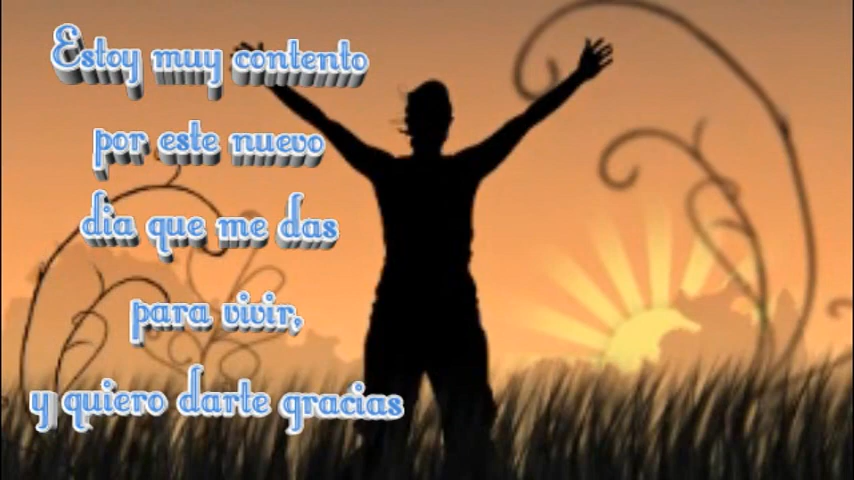 Estoy muy contento
por este nuevo
dia que me das
para vivir,
y quiero darte gracias